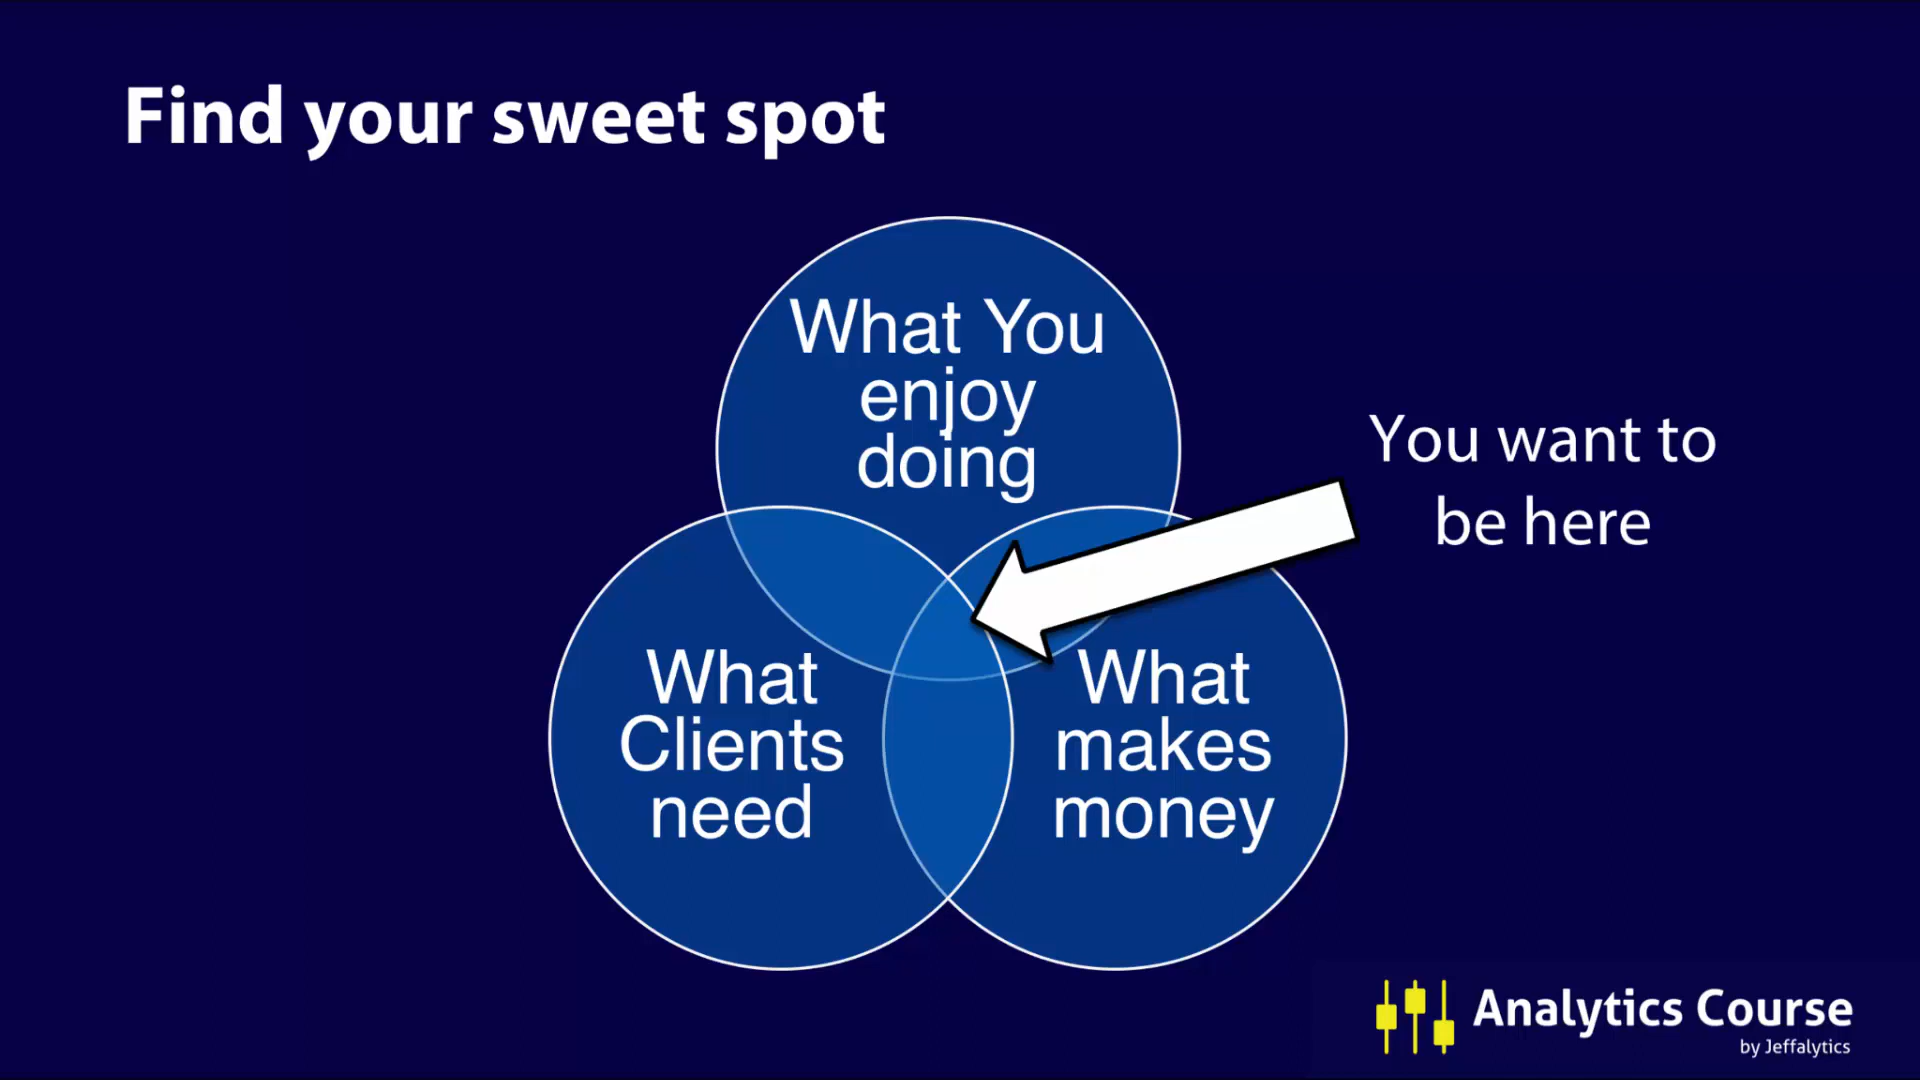 Find your sweet spot
What You
enjoy
doing
You want to
be here
What
Clients
need
What
makes
money
Analytics Course
by Jeffalytics